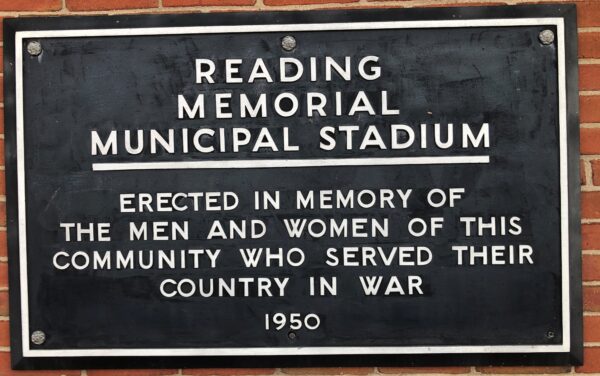 READING
MEMORIAL
MUNICIPAL STADIUM
ERECTED IN MEMORY OF
THE MEN AND WOMEN OF THIS
COMMUNITY WHO SERVED THEIR
COUNTRY IN WAR
1950